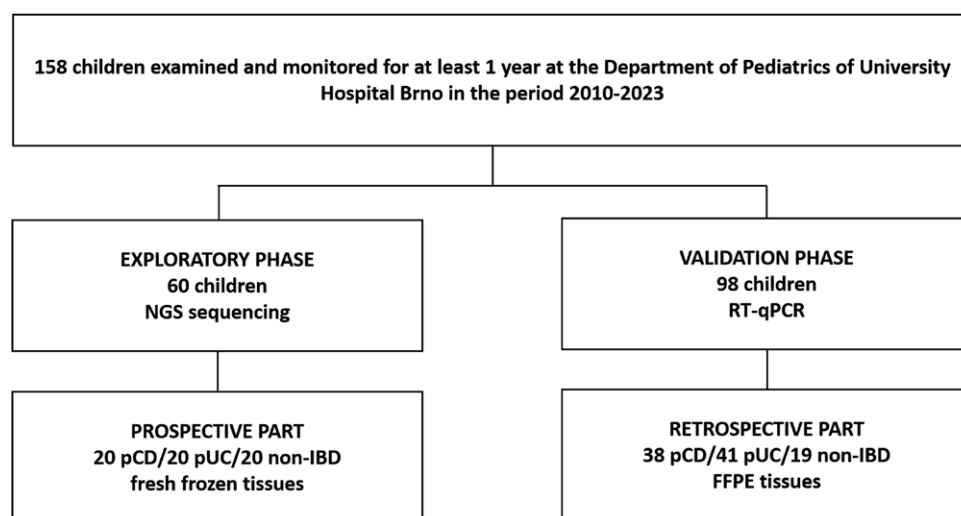 158 children examined and monitored for at least 1 year at the Department of Pediatrics of University
Hospital Brno in the period 2010-2023
EXPLORATORY PHASE
60 children
NGS sequencing
VALIDATION PHASE
98 children
RT-qPCR
PROSPECTIVE PART
20 pCD/20 pUC/20 non-IBD
fresh frozen tissues
RETROSPECTIVE PART
38 pCD/41 pUC/19 non-IBD
FFPE tissues